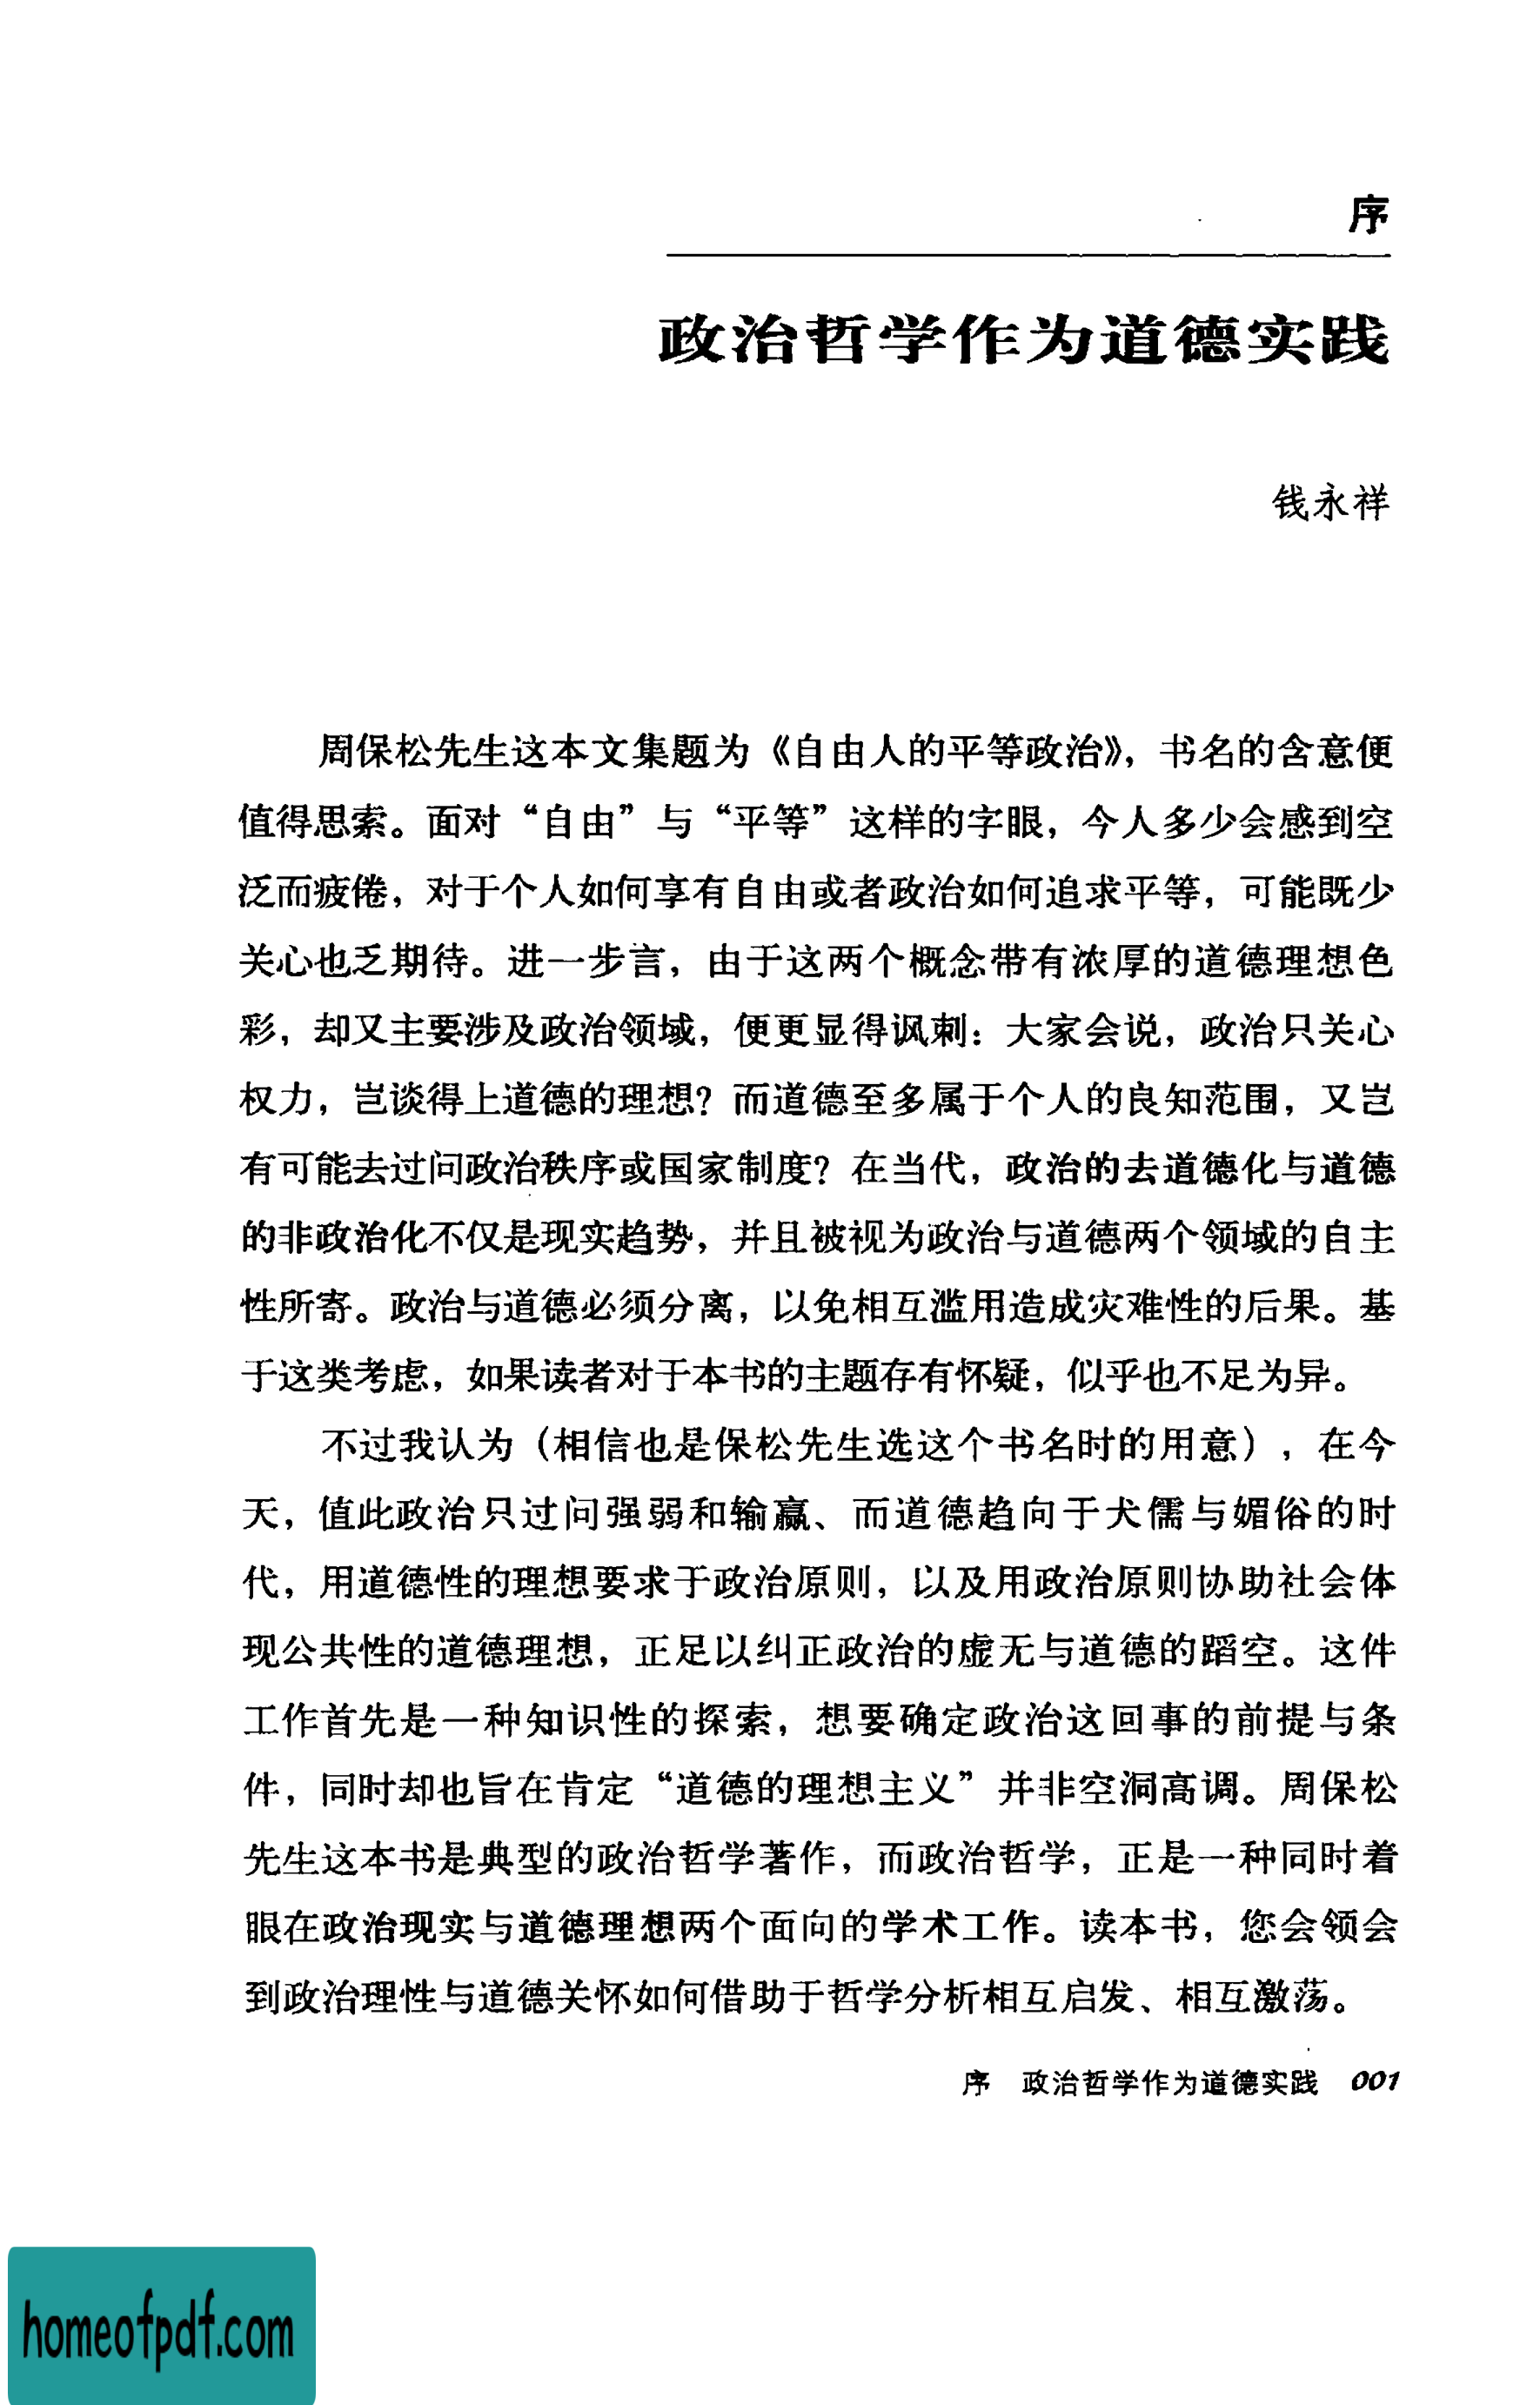 序
政治哲学作为道德实践
钱永祥
周保松先生这本文集题为《自由人的平等政治》，书名的含意便
值得思索。面对“自由”与“平等”这样的字眼，今人多少会感到空
泛而疲倦，对于个人如何享有自由或者政治如何追求平等，可能既少
关心也乏期待。进一步言，由于这两个概念带有浓厚的道德理想色
彩，却又主要涉及政治领域，便更显得讽刺：大家会说，政治只关心
权力，岂谈得上道德的理想？而道德至多属于个人的良知范围，又岂
有可能去过问政治秩序或国家制度？在当代，政治的去道德化与道德
的非政治化不仅是现实趋势，并且被视为政治与道德两个领域的自主
性所寄。政治与道德必须分离，以免相互滥用造成灾难性的后果。基
于这类考虑，如果读者对于本书的主题存有怀疑，似乎也不足为异。
不过我认为（相信也是保松先生选这个书名时的用意），在今
天，值此政治只过问强弱和输赢、而道德趋向于犬儒与媚俗的时
代，用道德性的理想要求于政治原则，以及用政治原则协助社会体
现公共性的道德理想，正足以纠正政治的虚无与道德的蹈空。这件
工作首先是一种知识性的探索，想要确定政治这回事的前提与条
件，同时却也旨在肯定“道德的理想主义”并非空洞高调。周保松
先生这本书是典型的政治哲学著作，而政治哲学，正是一种同时着
眼在政治现实与道德理想两个面向的学术工作。读本书，您会领会
到政治理性与道德关怀如何借助于哲学分析相互启发、相互激荡。
序 政治哲学作为道德实践 001
homeofpdf.com